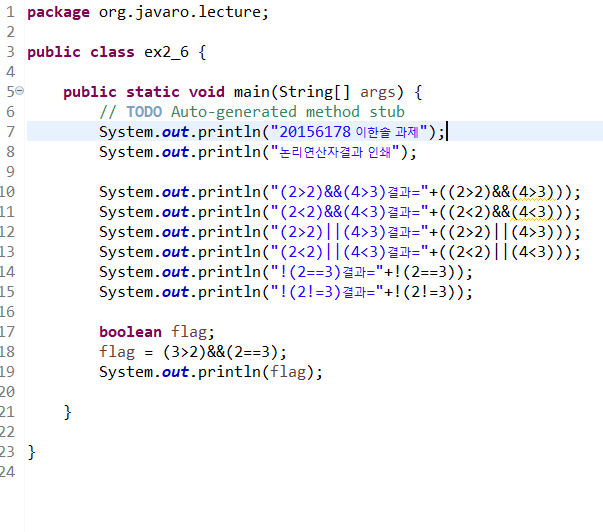 1 package org.javaro.lecture;
2
3 public class ex2_6 {
4
5 public static void main(String[] args) {
6 // TODO Auto-generated method stub
7 System.out.println("20156178 이한솔 과제");
8 System.out.println("논리연산자결과 인쇄");
9
10 System.out.println("(2>2)&&(4>3)결과="+((2>2)&&(4>3)));
11 System.out.println("(2<2)&&(4<3)결과="+((2<2)&&(4<3)));
12 System.out.println("(2>2)||(4>3)결과="+((2>2)||(4>3)));
13 System.out.println("(2<2)||(4<3)결과="+((2<2)||(4<3)));
14 System.out.println("!(2==3)결과="+!(2==3));
15 System.out.println("!(2!=3)결과="+!(2!=3));
16
17 boolean flag;
18 flag = (3>2)&&(2==3);
19 System.out.println(flag);
20
21 }
22
23 }
24